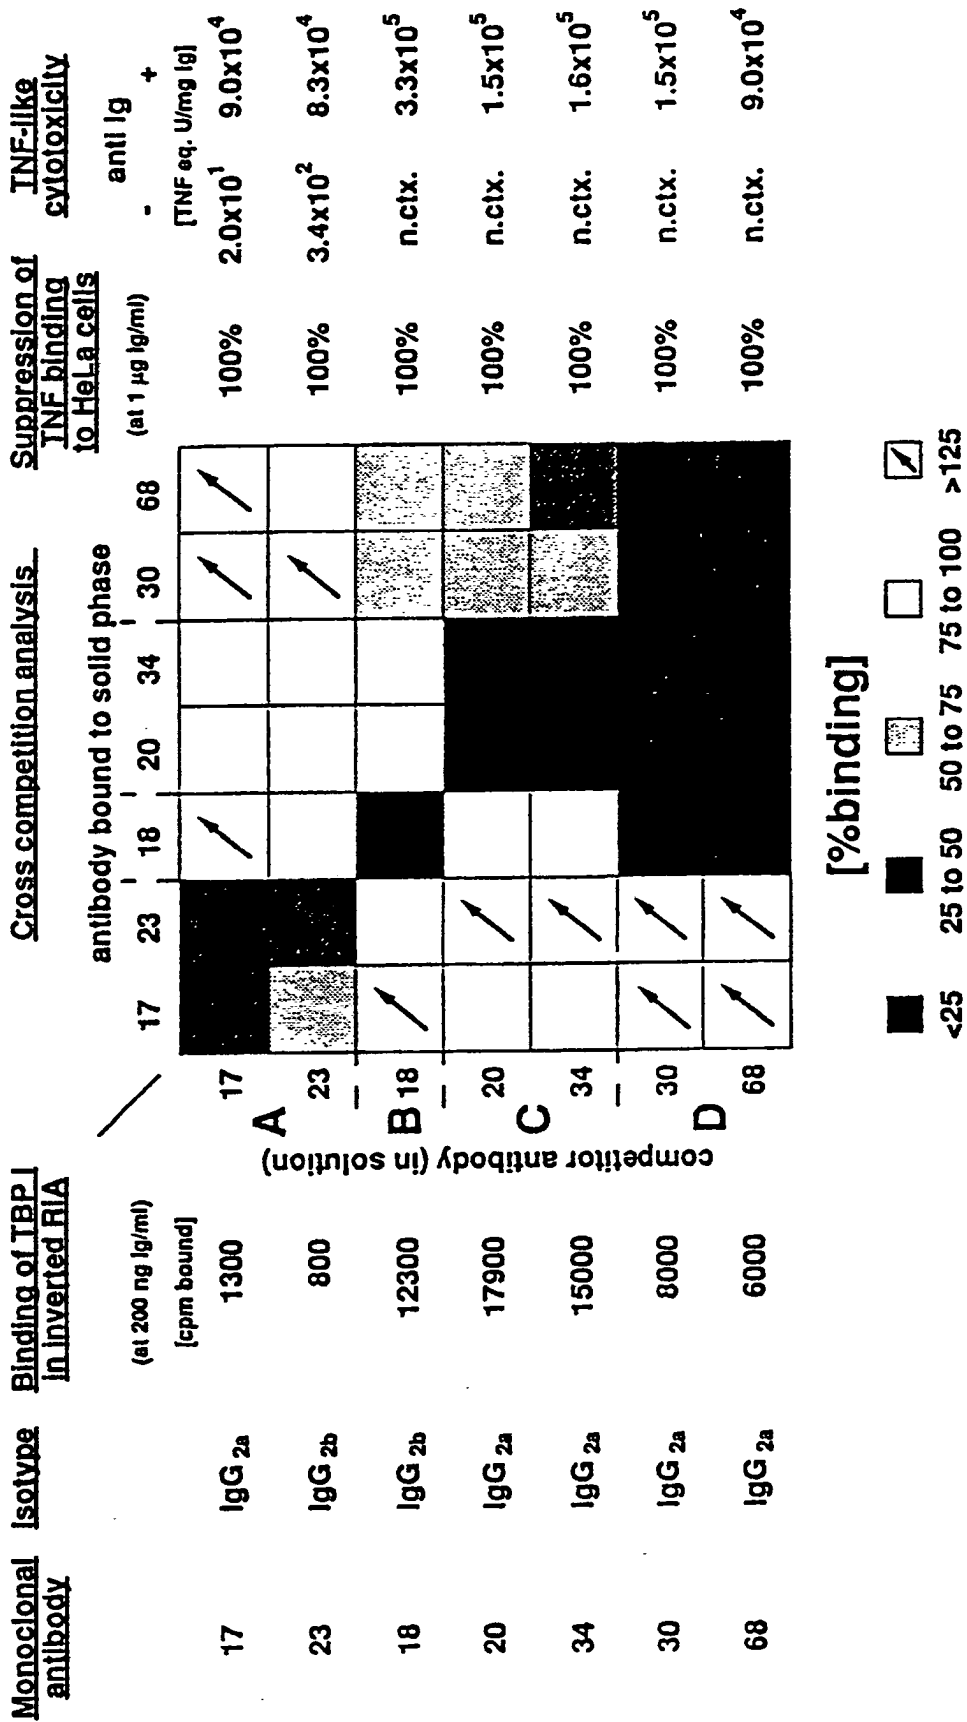 Monoclonal antibody
Isotype
Binding of TBP I in inverted RIA
(at 200 ng Ig/ml)
[cpm bound]
Cross competition analysis
antibody bound to solid phase
17 23 18 20 34 30 68
Suppression of TNF binding to HeLa cells
(at 1 µg Ig/ml)
TNF-like cytotoxicity
anti Ig
- +
[TNF eq. U/mg Ig]
competitor antibody (in solution)
17 IgG2a 1300 17 100% 2.0x10^1 9.0x10^4
A
23 IgG2b 800 23 100% 3.4x10^2 8.3x10^4
18 IgG2b 12300 B 18 100% n.ctx. 3.3x10^5
20 IgG2a 17900 20 100% n.ctx. 1.5x10^5
C
34 IgG2a 15000 34 100% n.ctx. 1.6x10^5
30 IgG2a 8000 30 100% n.ctx. 1.5x10^5
D
68 IgG2a 6000 68 100% n.ctx. 9.0x10^4
[%binding]
<25 25 to 50 50 to 75 75 to 100 >125